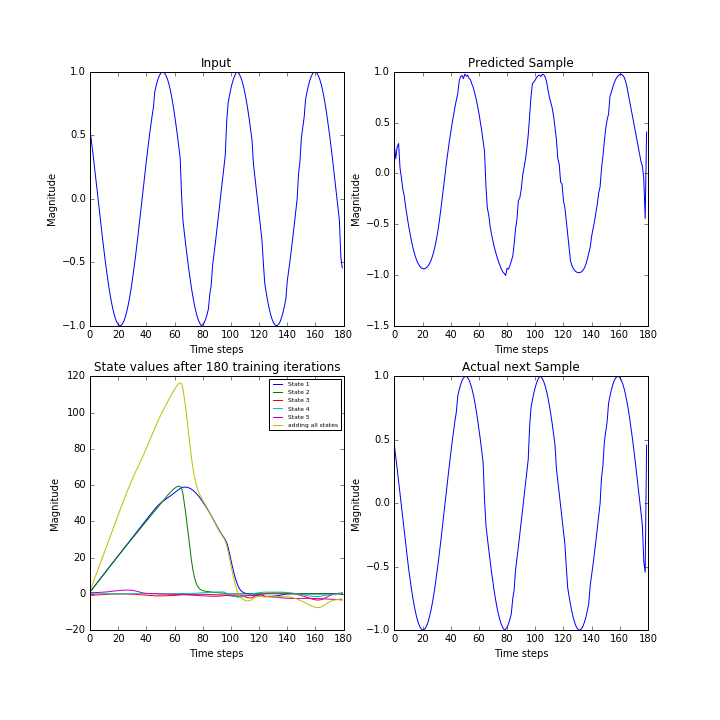 Input
1.0
0.5
0.0
−0.5
−1.0
Magnitude
0 20 40 60 80 100 120 140 160 180
Time steps
Predicted Sample
1.0
0.5
0.0
−0.5
−1.0
−1.5
Magnitude
0 20 40 60 80 100 120 140 160 180
Time steps
State values after 180 training iterations
120
100
80
60
40
20
0
−20
Magnitude
State 1
State 2
State 3
State 4
State 5
adding all states
0 20 40 60 80 100 120 140 160 180
Time steps
Actual next Sample
1.0
0.5
0.0
−0.5
−1.0
Magnitude
0 20 40 60 80 100 120 140 160 180
Time steps